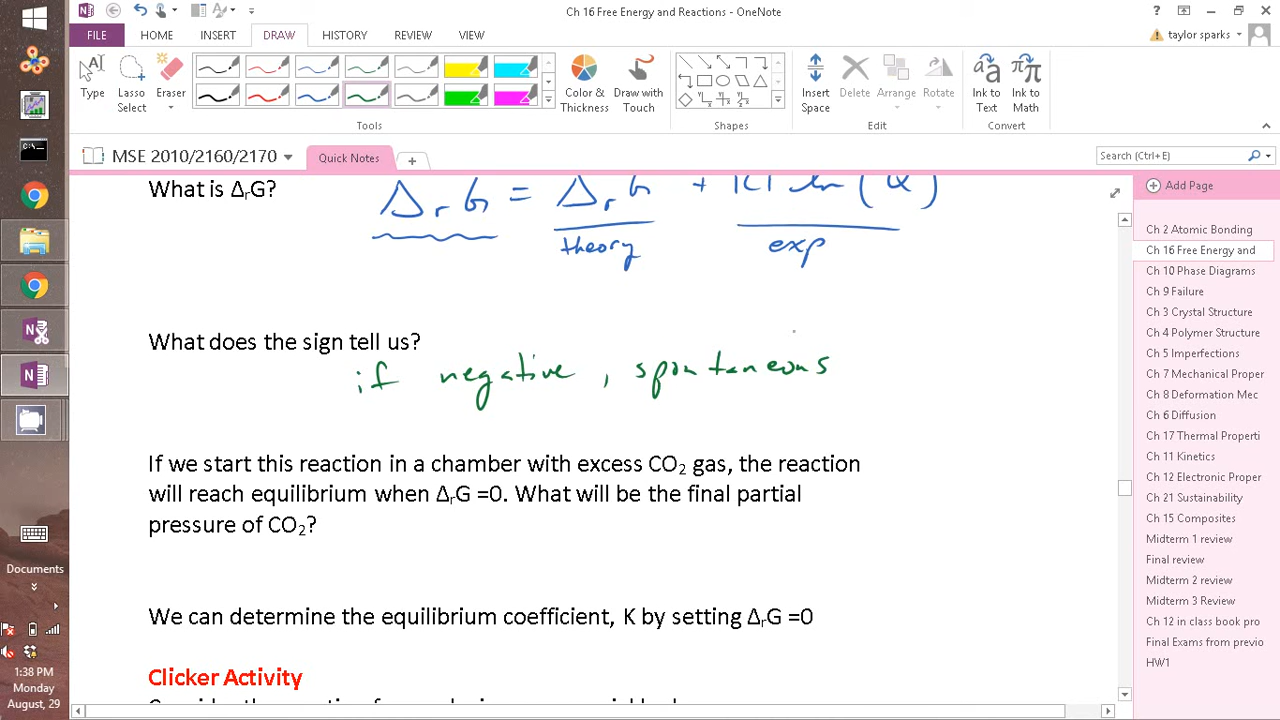 Ch 16 Free Energy and Reactions - OneNote
FILE HOME INSERT DRAW HISTORY REVIEW VIEW
taylor sparks
Type Lasso Select Eraser Color & Thickness Draw with Touch Insert Space Delete Arrange Rotate Ink to Text Ink to Math
Tools Shapes Edit Convert
MSE 2010/2160/2170 Quick Notes
Search (Ctrl+E)
What is ΔrG?
ΔrG = ΔrG + RT ln (Q)
theory exp
What does the sign tell us?
if negative, spontaneous
If we start this reaction in a chamber with excess CO₂ gas, the reaction
will reach equilibrium when ΔrG =0. What will be the final partial
pressure of CO₂?
We can determine the equilibrium coefficient, K by setting ΔrG =0
Clicker Activity
Add Page
Ch 2 Atomic Bonding
Ch 16 Free Energy and
Ch 10 Phase Diagrams
Ch 9 Failure
Ch 3 Crystal Structure
Ch 4 Polymer Structure
Ch 5 Imperfections
Ch 7 Mechanical Proper
Ch 8 Deformation Mec
Ch 6 Diffusion
Ch 17 Thermal Properti
Ch 11 Kinetics
Ch 12 Electronic Proper
Ch 21 Sustainability
Ch 15 Composites
Midterm 1 review
Final review
Midterm 2 review
Midterm 3 Review
Ch 12 in class book pro
Final Exams from previo
HW1
Documents
1:38 PM
Monday
August, 29